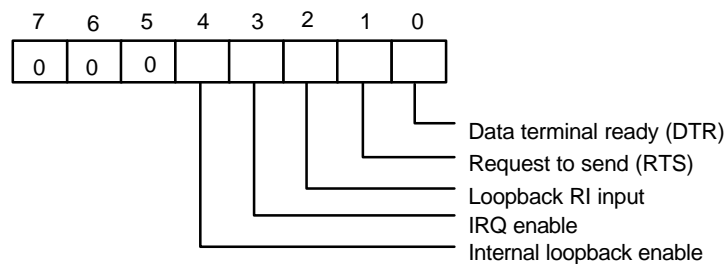 7 6 5 4 3 2 1 0
0 0 0
Data terminal ready (DTR)
Request to send (RTS)
Loopback RI input
IRQ enable
Internal loopback enable